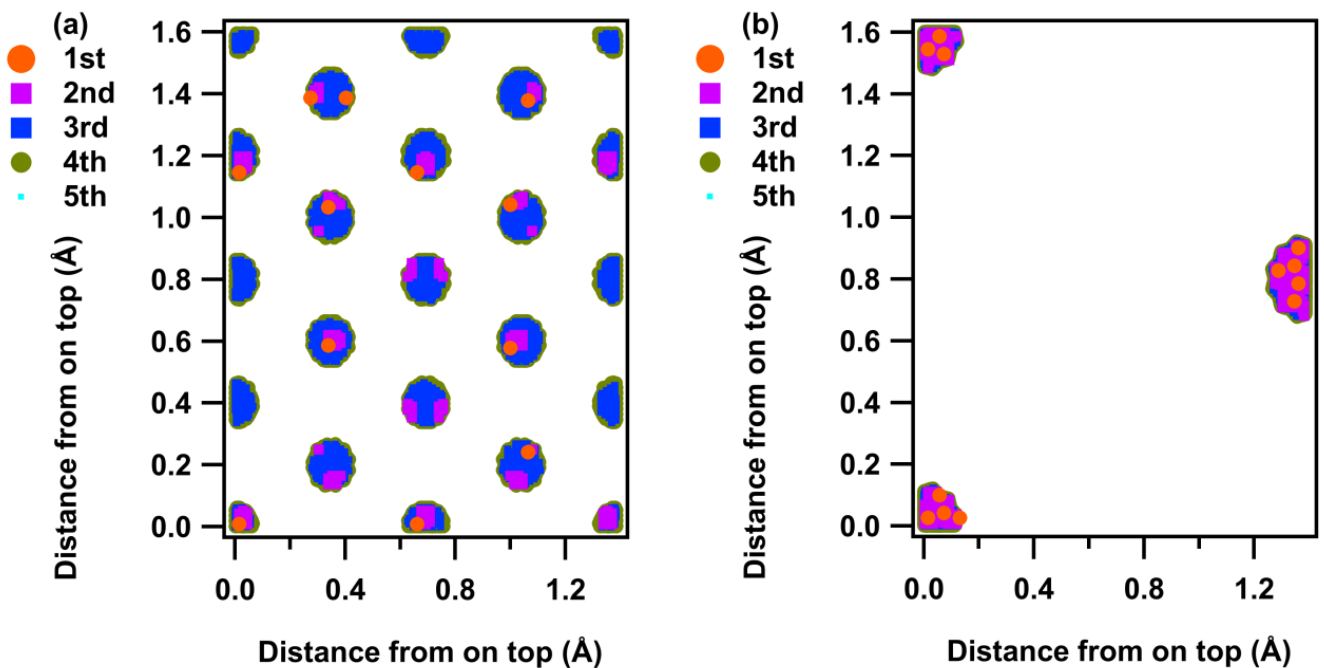 (a)
1st
2nd
3rd
4th
5th
Distance from on top (Å)
1.6
1.4
1.2
1.0
0.8
0.6
0.4
0.2
0.0
0.0 0.4 0.8 1.2
Distance from on top (Å)
(b)
1st
2nd
3rd
4th
5th
Distance from on top (Å)
1.6
1.4
1.2
1.0
0.8
0.6
0.4
0.2
0.0
0.0 0.4 0.8 1.2
Distance from on top (Å)